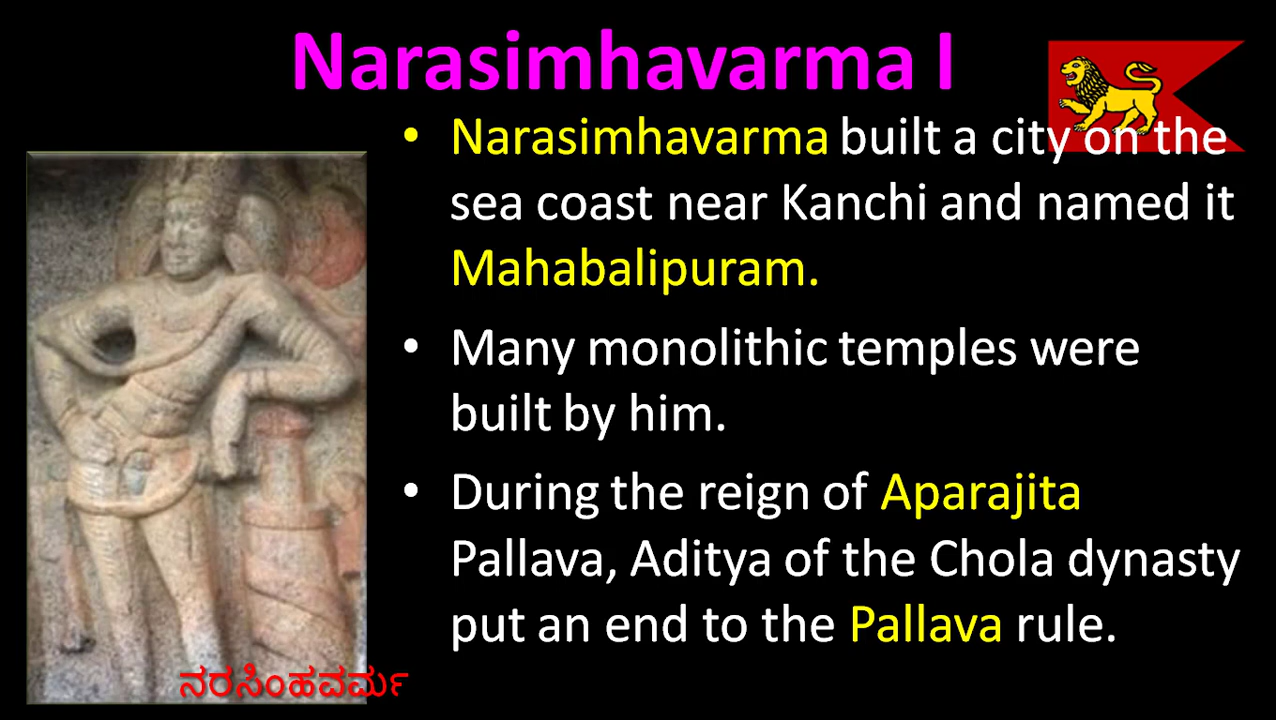 Narasimhavarma I
• Narasimhavarma built a city on the
sea coast near Kanchi and named it
Mahabalipuram.
• Many monolithic temples were
built by him.
• During the reign of Aparajita
Pallava, Aditya of the Chola dynasty
put an end to the Pallava rule.
ನರಸಿಂಹವರ್ಮ